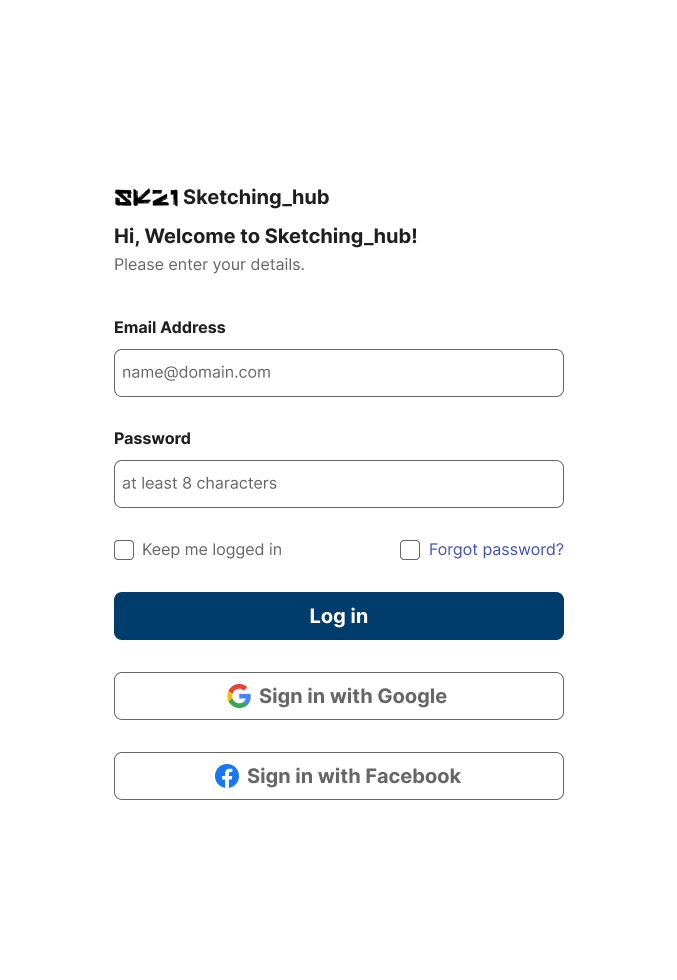 SK21 Sketching_hub
Hi, Welcome to Sketching_hub!
Please enter your details.
Email Address
name@domain.com
Password
at least 8 characters
Keep me logged in
Forgot password?
Log in
Sign in with Google
Sign in with Facebook